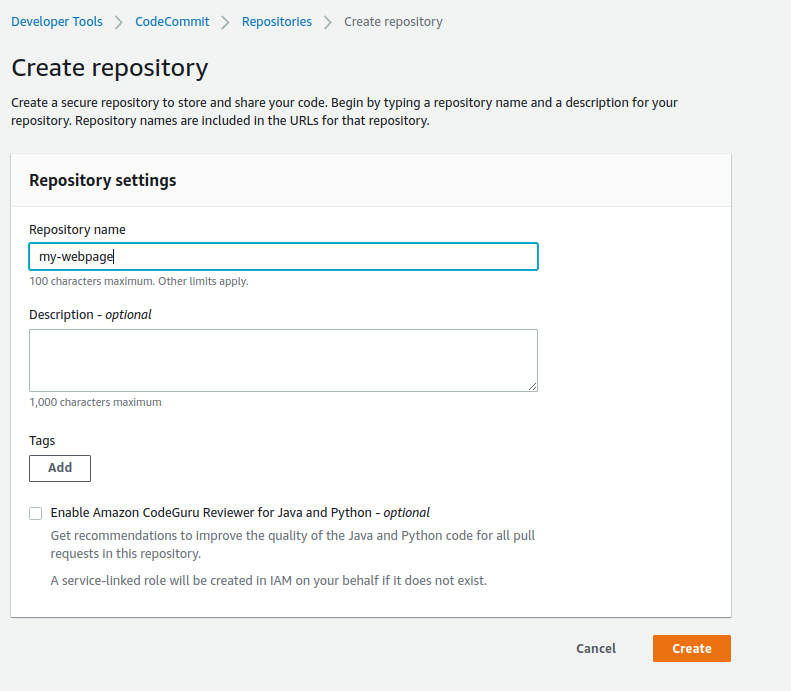 Developer Tools > CodeCommit > Repositories > Create repository
Create repository
Create a secure repository to store and share your code. Begin by typing a repository name and a description for your
repository. Repository names are included in the URLs for that repository.
Repository settings
Repository name
my-webpage
100 characters maximum. Other limits apply.
Description - optional
1,000 characters maximum
Tags
Add
Enable Amazon CodeGuru Reviewer for Java and Python - optional
Get recommendations to improve the quality of the Java and Python code for all pull
requests in this repository.
A service-linked role will be created in IAM on your behalf if it does not exist.
Cancel Create